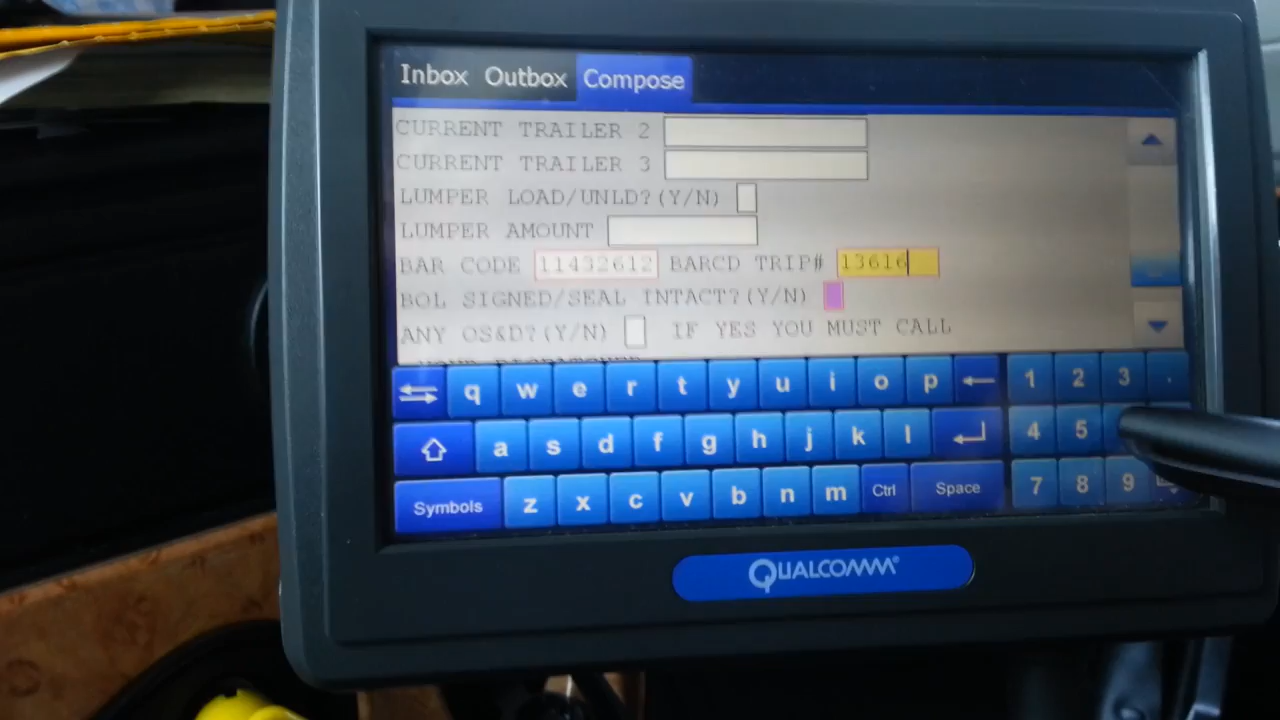 Inbox Outbox Compose
CURRENT TRAILER 2
CURRENT TRAILER 3
LUMPER LOAD/UNLD?(Y/N)
LUMPER AMOUNT
BAR CODE 11432612 BARCD TRIP# 13616
BOL SIGNED/SEAL INTACT?(Y/N)
ANY OS&D?(Y/N) IF YES YOU MUST CALL
YOUR DISPATCHER
q w e r t y u i o p 1 2 3 .
a s d f g h j k l 4 5
Symbols z x c v b n m Ctrl Space 7 8 9
QUALCOMM®